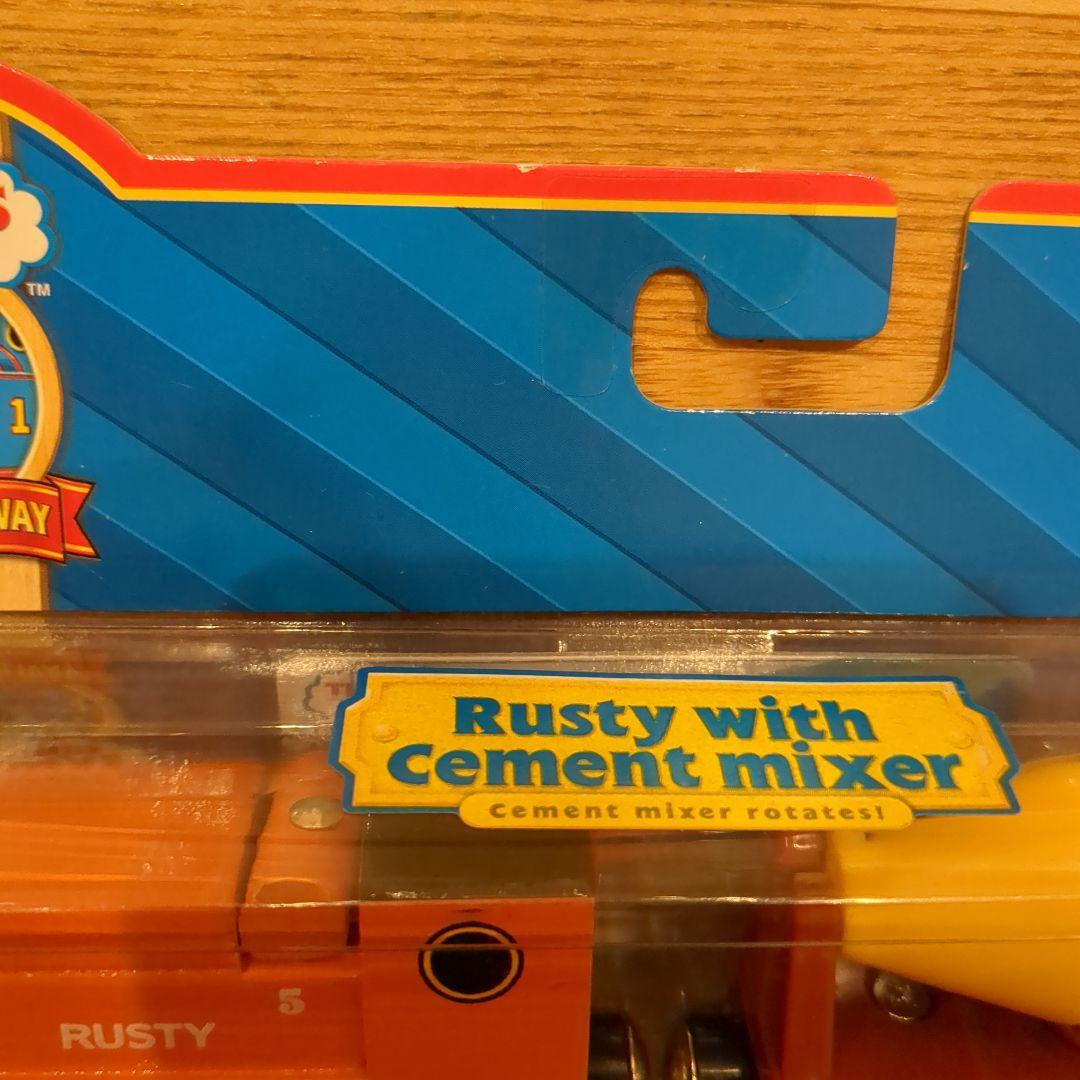 TM
1
WAY
Rusty with
Cement mixer
Cement mixer rotates!
5
RUSTY